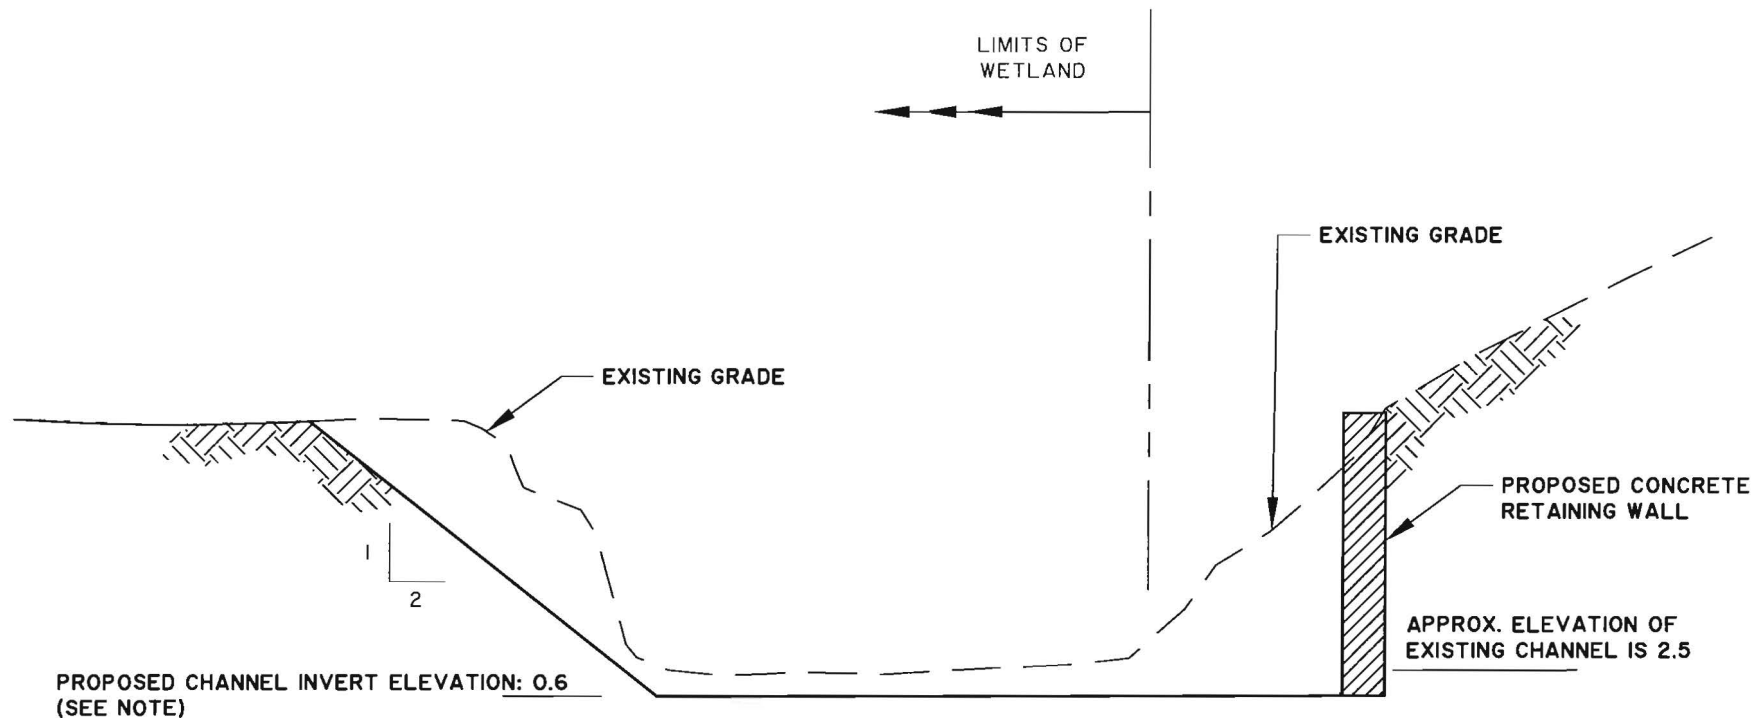 LIMITS OF
WETLAND
EXISTING GRADE
EXISTING GRADE
PROPOSED CONCRETE
RETAINING WALL
1
2
APPROX. ELEVATION OF
EXISTING CHANNEL IS 2.5
PROPOSED CHANNEL INVERT ELEVATION: 0.6
(SEE NOTE)